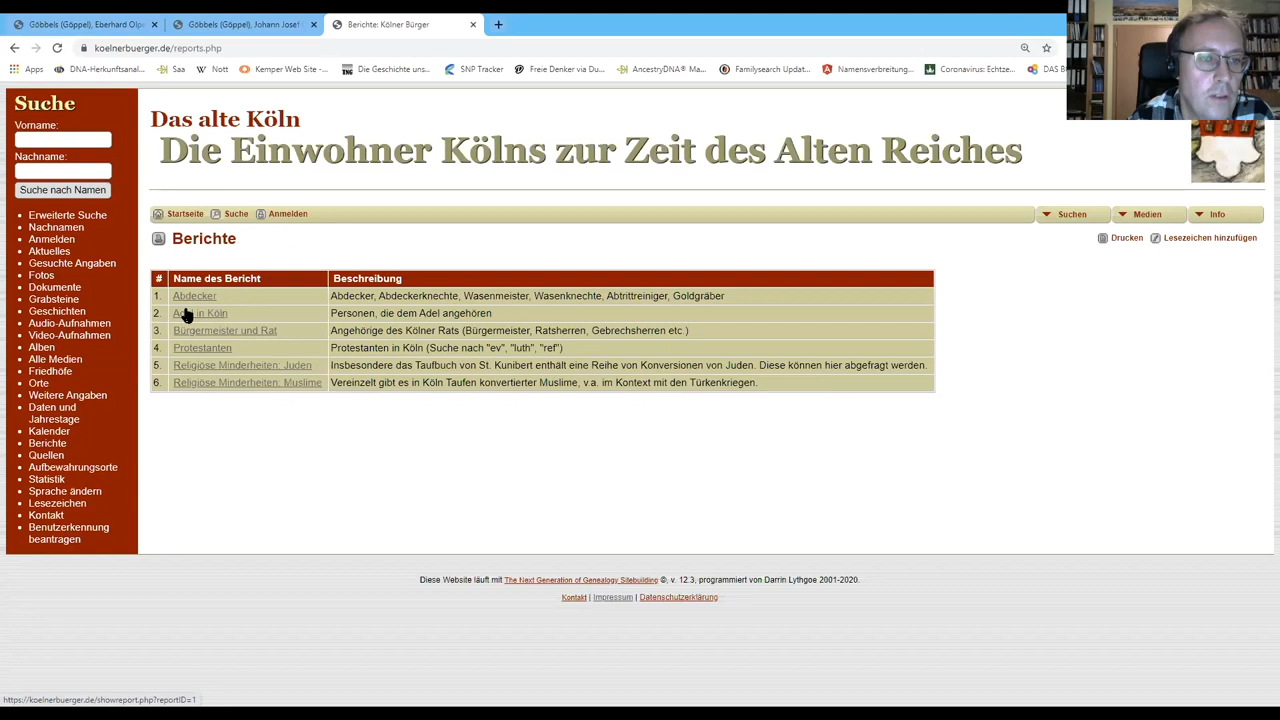 Göbbels (Göppel), Eberhard Olpe
Göbbels (Göppel), Johann Josef
Berichte: Kölner Bürger
koelnerbuerger.de/reports.php
Apps
DNA-Herkunftsanal...
Saa
Nott
Kemper Web Site -...
Die Geschichte uns...
SNP Tracker
Freie Denker via Du...
AncestryDNA® Ma...
Familysearch Updat...
Namensverbreitung...
Coronavirus: Echtze...
DAS B
Suche
Vorname:
Nachname:
Suche nach Namen
Erweiterte Suche
Nachnamen
Anmelden
Aktuelles
Gesuchte Angaben
Fotos
Dokumente
Grabsteine
Geschichten
Audio-Aufnahmen
Video-Aufnahmen
Alben
Alle Medien
Friedhöfe
Orte
Weitere Angaben
Daten und
Jahrestage
Kalender
Berichte
Quellen
Aufbewahrungsorte
Statistik
Sprache ändern
Lesezeichen
Kontakt
Benutzerkennung
beantragen
Das alte Köln
Die Einwohner Kölns zur Zeit des Alten Reiches
Startseite Suche Anmelden Suchen Medien Info
Berichte
Drucken Lesezeichen hinzufügen
# Name des Bericht Beschreibung
1. Abdecker Abdecker, Abdeckerknechte, Wasenmeister, Wasenknechte, Abtrittreiniger, Goldgräber
2. in Köln Personen, die dem Adel angehören
3. Bürgermeister und Rat Angehörige des Kölner Rats (Bürgermeister, Ratsherren, Gebrechsherren etc.)
4. Protestanten Protestanten in Köln (Suche nach "ev", "luth", "ref")
5. Religiöse Minderheiten: Juden Insbesondere das Taufbuch von St. Kunibert enthält eine Reihe von Konversionen von Juden. Diese können hier abgefragt werden.
6. Religiöse Minderheiten: Muslime Vereinzelt gibt es in Köln Taufen konvertierter Muslime, v.a. im Kontext mit den Türkenkriegen.
Diese Website läuft mit The Next Generation of Genealogy Sitebuilding ©, v. 12.3, programmiert von Darrin Lythgoe 2001-2020.
Kontakt | Impressum | Datenschutzerklärung
https://koelnerbuerger.de/showreport.php?reportID=1